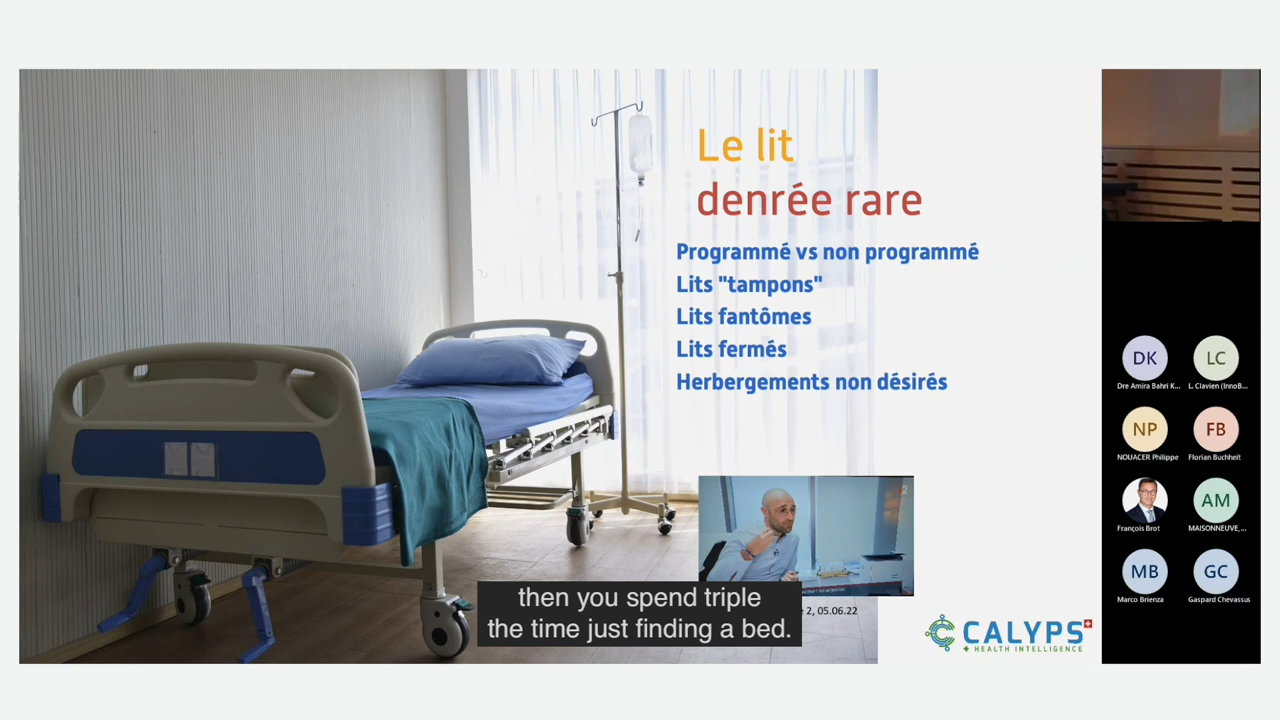 Le lit
denrée rare
Programmé vs non programmé
Lits "tampons"
Lits fantômes
Lits fermés
Herbergements non désirés
then you spend triple
the time just finding a bed.
2, 05.06.22
CALYPS
HEALTH INTELLIGENCE
DK
LC
Dre Amira Bahri K...
L. Clavien (InnoB...
NP
FB
NOUACER Philippe
Florian Buchheit
AM
François Brot
MAISONNEUVE,...
MB
GC
Marco Brienza
Gaspard Chevassus